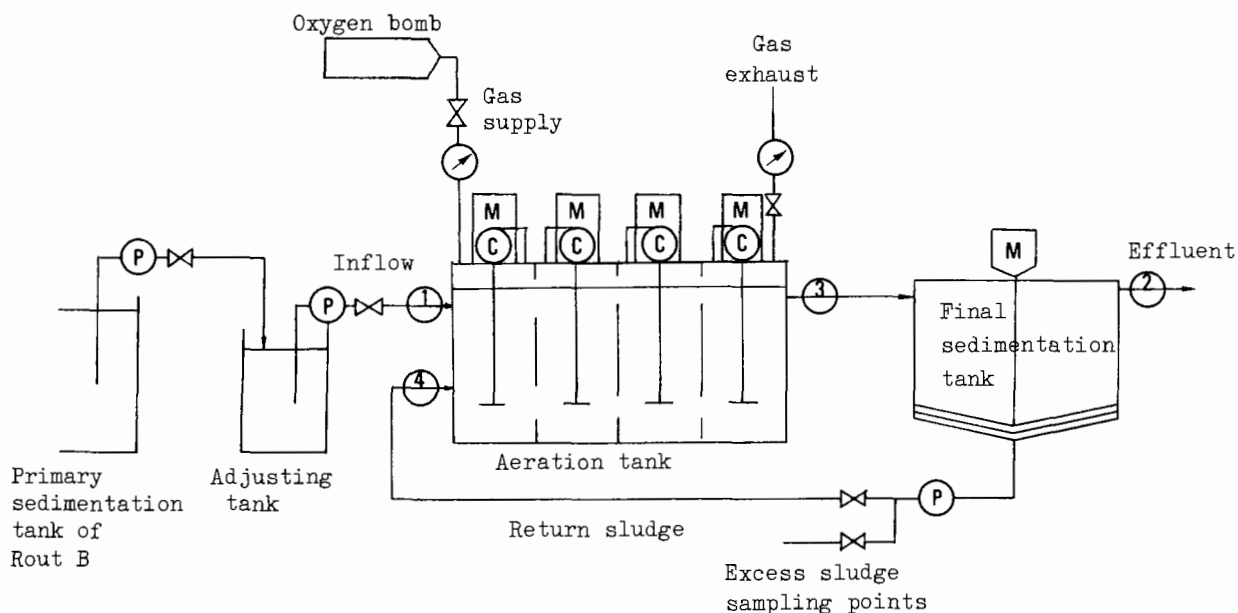 Oxygen bomb
Gas
supply
Gas
exhaust
M
M
M
M
C
C
C
C
P
Inflow
P
1
4
3
M
Effluent
2
Final
sedimentation
tank
Aeration tank
Primary
sedimentation
tank of
Rout B
Adjusting
tank
Return sludge
P
Excess sludge
sampling points